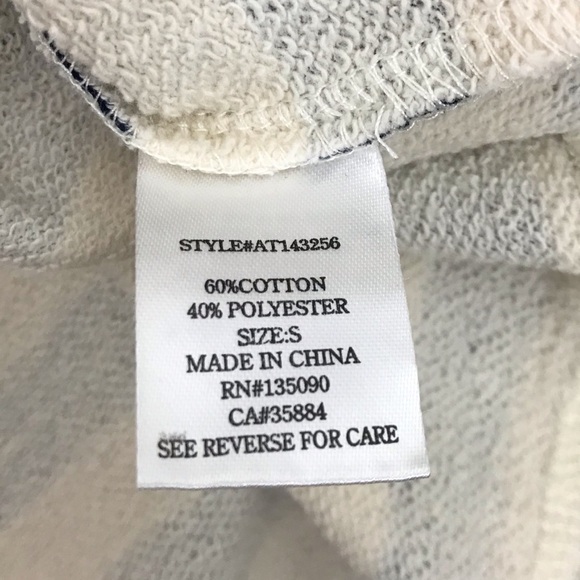 STYLE#AT143256
60%COTTON
40% POLYESTER
SIZE:S
MADE IN CHINA
RN#135090
CA#35884
SEE REVERSE FOR CARE